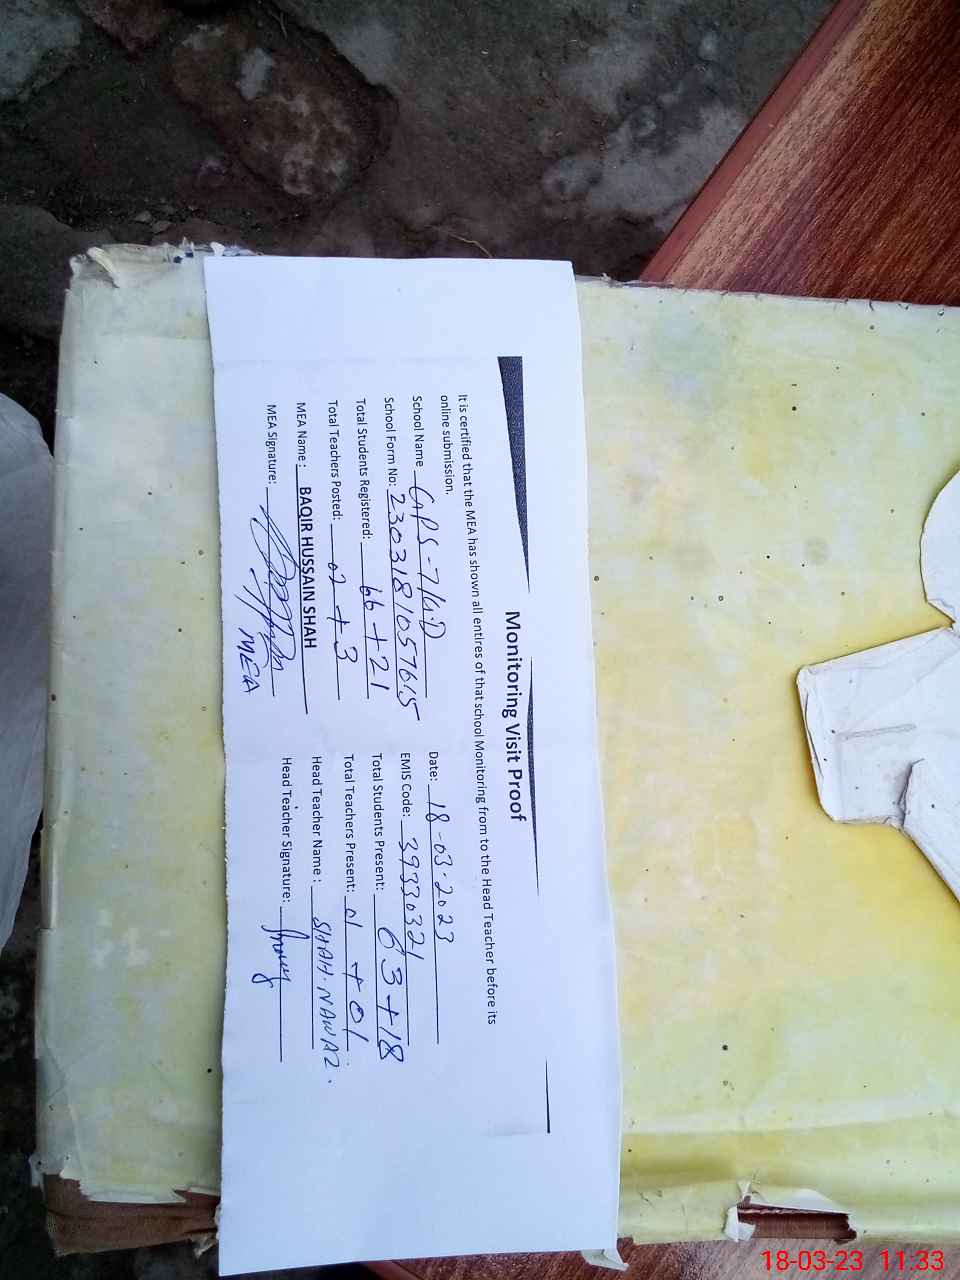 Monitoring Visit Proof
It is certified that the MEA has shown all entires of that school Monitoring from to the Head Teacher before its
online submission.
School Name GPS-7/GD Date: 18-03-2023
School Form No: 2303181057615 EMIS Code: 39330321
Total Students Registered: 66+21 Total Students Present: 63+18
Total Teachers Posted: 02+3 Total Teachers Present: 01+01
MEA Name: BAQIR HUSSAIN SHAH Head Teacher Name: SHAH.NAWAZ.
MEA Signature: MEA Head Teacher Signature:
18-03-23 11:33